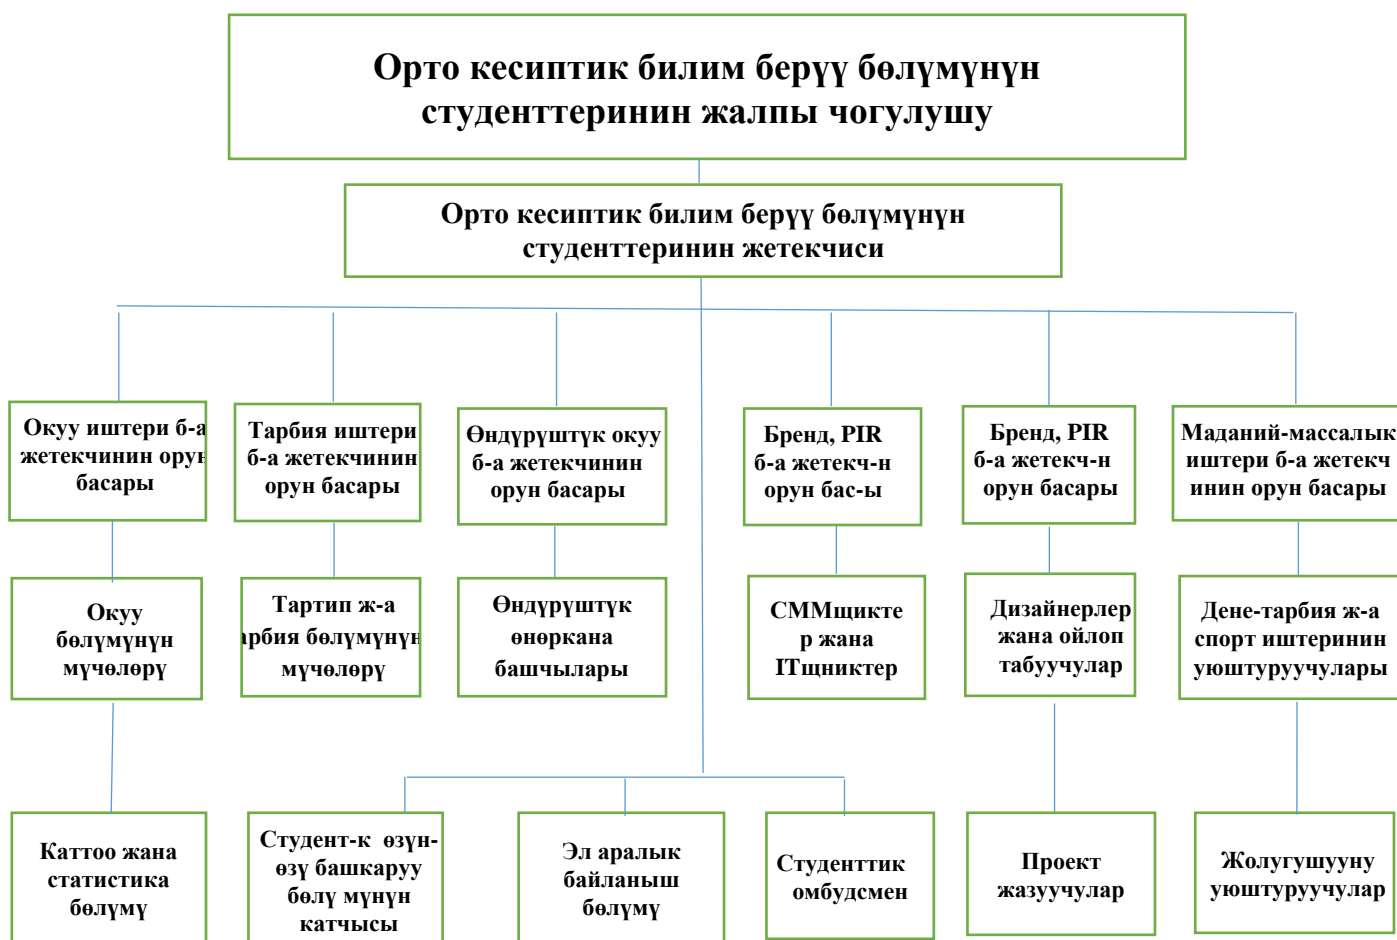 Орто кесиптик билим берүү бөлүмүнүн
студенттеринин жалпы чогулушу
Орто кесиптик билим берүү бөлүмүнүн
студенттеринин жетекчиси
Окуу иштери б-а
жетекчинин орун
басары
Тарбия иштери
б-а жетекчинин
орун басары
Өндүрүштүк окуу
б-а жетекчинин
орун басары
Бренд, PIR
б-а жетекч-н
орун бас-ы
Бренд, PIR
б-а жетекч-н
орун басары
Маданий-массалык
иштери б-а жетекч
инин орун басары
Окуу
бөлүмүнүн
мүчөлөрү
Тартип ж-а
арбия бөлүмүнүн
мүчөлөрү
Өндүрүштүк
өнөркана
башчылары
СММщикте
р жана
ITщниктер
Дизайнерлер
жана ойлоп
табуучулар
Дене-тарбия ж-а
спорт иштеринин
уюштуруучулары
Каттоо жана
статистика
бөлүмү
Студент-к өзүн-
өзү башкаруу
бөлү мүнүн
катчысы
Эл аралык
байланыш
бөлүмү
Студенттик
омбудсмен
Проект
жазуучулар
Жолугушууну
уюштуруучулар